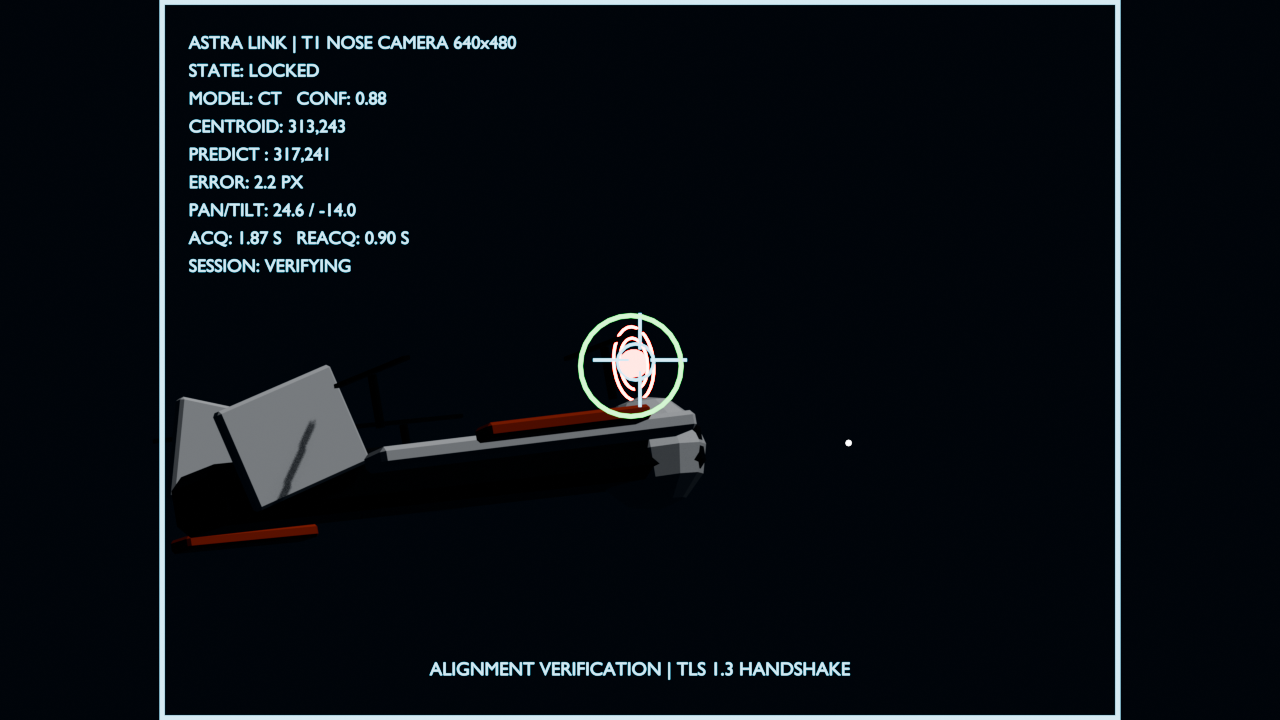 ASTRA LINK | T1 NOSE CAMERA 640x480
STATE: LOCKED
MODEL: CT CONF: 0.88
CENTROID: 313,243
PREDICT : 317,241
ERROR: 2.2 PX
PAN/TILT: 24.6 / -14.0
ACQ: 1.87 S REACQ: 0.90 S
SESSION: VERIFYING
ALIGNMENT VERIFICATION | TLS 1.3 HANDSHAKE